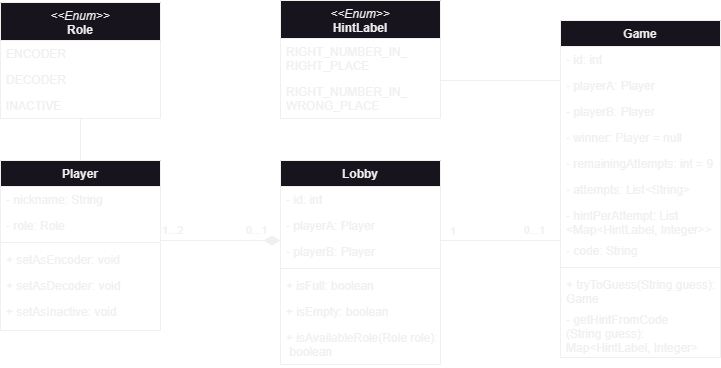 <<Enum>>
Role
ENCODER
DECODER
INACTIVE
<<Enum>>
HintLabel
RIGHT_NUMBER_IN_
RIGHT_PLACE
RIGHT_NUMBER_IN_
WRONG_PLACE
Game
- id: int
- playerA: Player
- playerB: Player
- winner: Player = null
- remainingAttempts: int = 9
- attempts: List<String>
- hintPerAttempt: List
<Map<HintLabel, Integer>>
- code: String
+ tryToGuess(String guess):
Game
- getHintFromCode
(String guess):
Map<HintLabel, Integer>
Player
- nickname: String
- role: Role
+ setAsEncoder: void
+ setAsDecoder: void
+ setAsInactive: void
1...2
0...1
Lobby
- id: int
- playerA: Player
- playerB: Player
+ isFull: boolean
+ isEmpty: boolean
+ isAvailableRole(Role role):
boolean
1
0...1